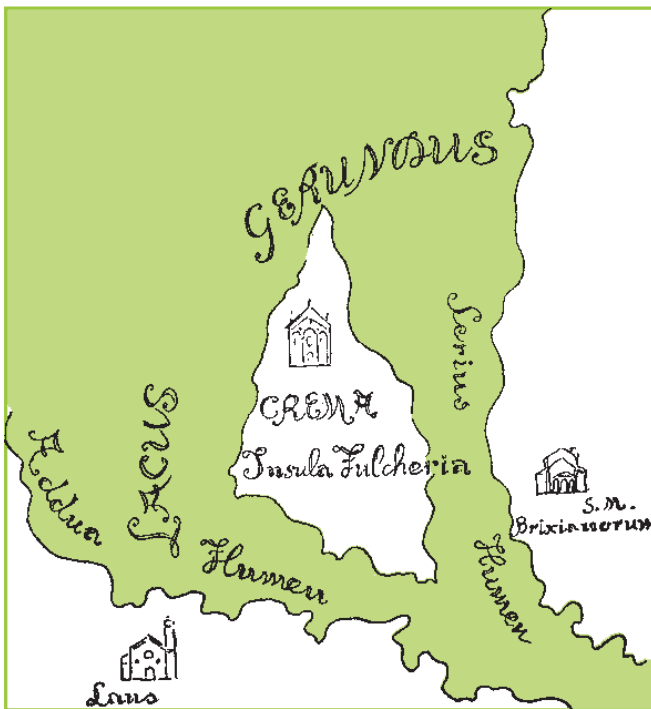 GERUNDUS
Serius
CREMA
Insula Fulcheria
LACUS
Addua
S. M.
Brixianorum
Flumen
Flumen
Laus